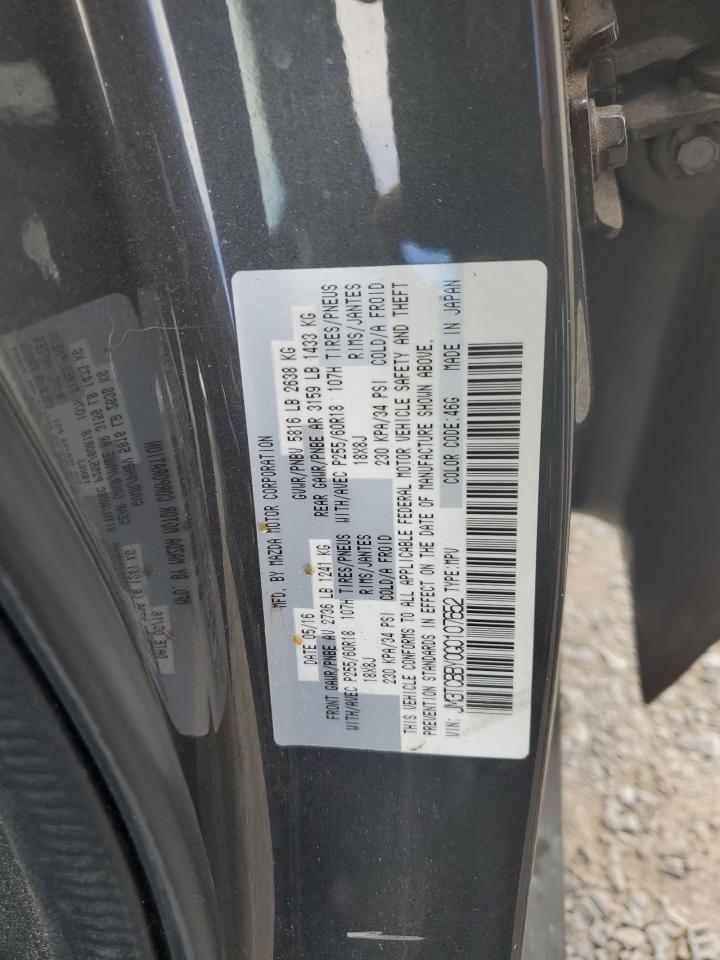 MFD. BY MAZDA MOTOR CORPORATION
DATE 05/16 GVWR/PNBV 5816 LB 2638 KG
FRONT GAWR/PNBE AV 2736 LB 1241 KG REAR GAWR/PNBE AR 3159 LB 1433 KG
WITH/AVEC P255/60R18 107H TIRES/PNEUS WITH/AVEC P255/60R18 107H TIRES/PNEUS
18X8J RIMS/JANTES 18X8J RIMS/JANTES
230 KPA/34 PSI COLD/A FROID 230 KPA/34 PSI COLD/A FROID
THIS VEHICLE CONFORMS TO ALL APPLICABLE FEDERAL MOTOR VEHICLE SAFETY AND THEFT
PREVENTION STANDARDS IN EFFECT ON THE DATE OF MANUFACTURE SHOWN ABOVE.
VIN: JM3TCBBY0G0107652 TYPE:MPV COLOR CODE:46G MADE IN JAPAN